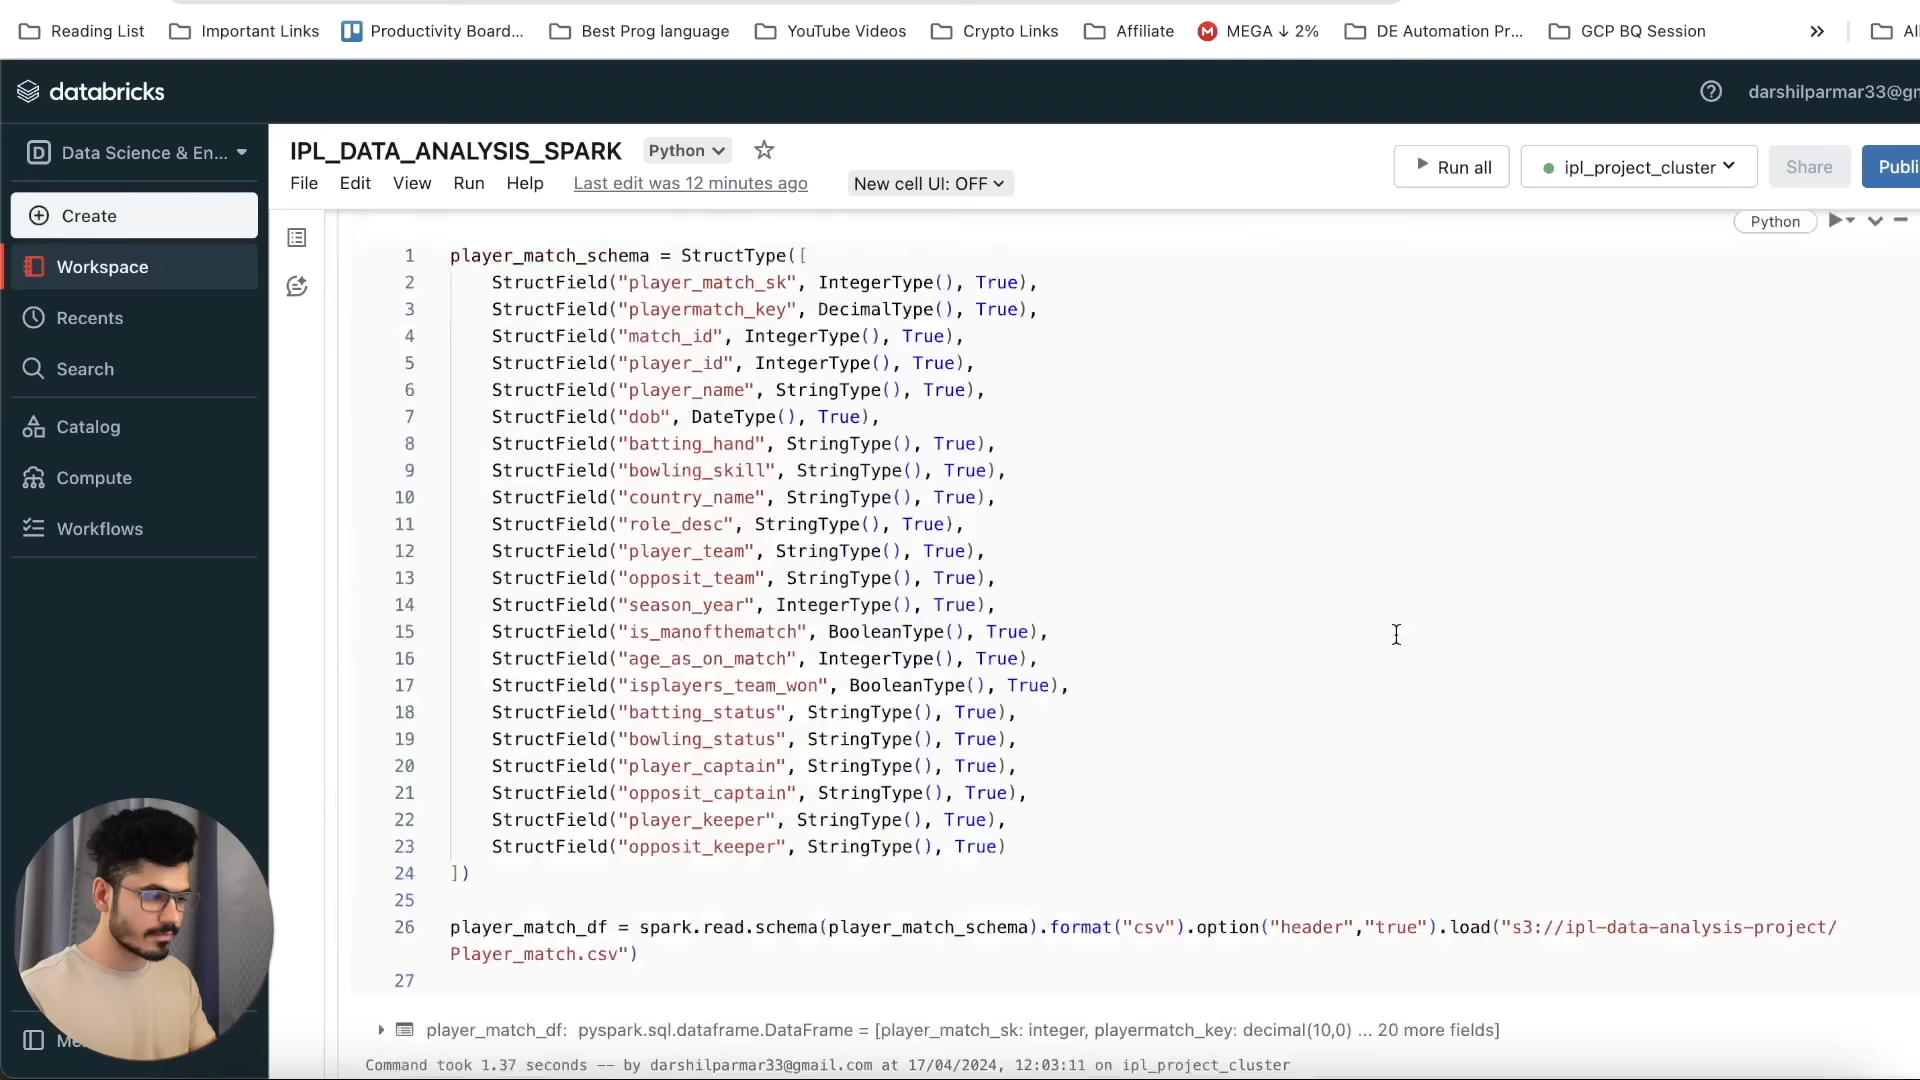 Reading List Important Links Productivity Board... Best Prog language YouTube Videos Crypto Links Affiliate MEGA ↓ 2% DE Automation Pr... GCP BQ Session »
databricks darshilparmar33@gm
Data Science & En...
Create
Workspace
Recents
Search
Catalog
Compute
Workflows
IPL_DATA_ANALYSIS_SPARK Python
File Edit View Run Help Last edit was 12 minutes ago New cell UI: OFF
Run all ipl_project_cluster Share Publi
Python
1 player_match_schema = StructType([
2 StructField("player_match_sk", IntegerType(), True),
3 StructField("playermatch_key", DecimalType(), True),
4 StructField("match_id", IntegerType(), True),
5 StructField("player_id", IntegerType(), True),
6 StructField("player_name", StringType(), True),
7 StructField("dob", DateType(), True),
8 StructField("batting_hand", StringType(), True),
9 StructField("bowling_skill", StringType(), True),
10 StructField("country_name", StringType(), True),
11 StructField("role_desc", StringType(), True),
12 StructField("player_team", StringType(), True),
13 StructField("opposit_team", StringType(), True),
14 StructField("season_year", IntegerType(), True),
15 StructField("is_manofthematch", BooleanType(), True),
16 StructField("age_as_on_match", IntegerType(), True),
17 StructField("isplayers_team_won", BooleanType(), True),
18 StructField("batting_status", StringType(), True),
19 StructField("bowling_status", StringType(), True),
20 StructField("player_captain", StringType(), True),
21 StructField("opposit_captain", StringType(), True),
22 StructField("player_keeper", StringType(), True),
23 StructField("opposit_keeper", StringType(), True)
24 ])
25
26 player_match_df = spark.read.schema(player_match_schema).format("csv").option("header","true").load("s3://ipl-data-analysis-project/
Player_match.csv")
27
player_match_df: pyspark.sql.dataframe.DataFrame = [player_match_sk: integer, playermatch_key: decimal(10,0) ... 20 more fields]
Command took 1.37 seconds -- by darshilparmar33@gmail.com at 17/04/2024, 12:03:11 on ipl_project_cluster